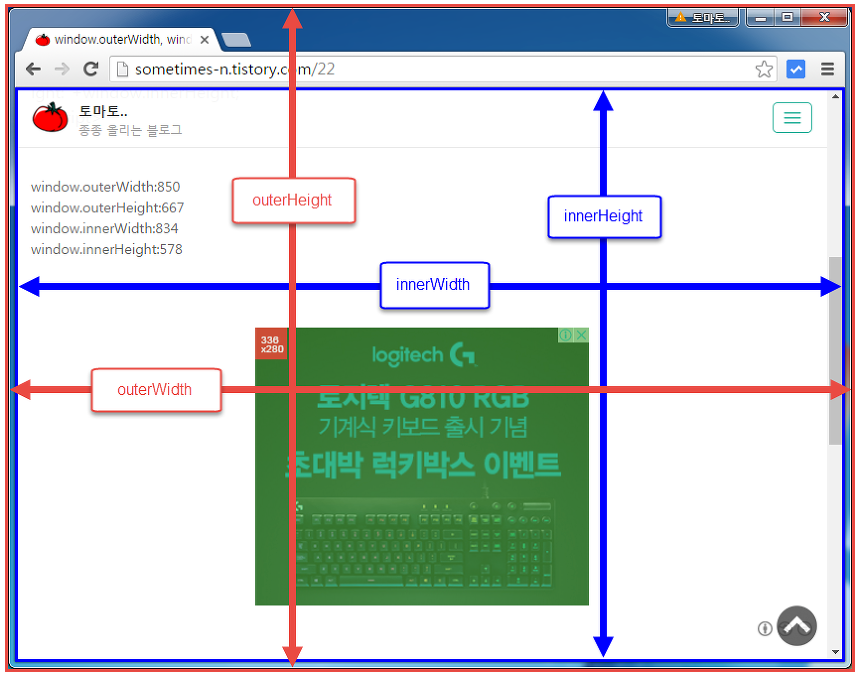 토마토..
window.outerWidth, wind
sometimes-n.tistory.com/22
토마토..
종종 올리는 블로그
window.outerWidth:850
window.outerHeight:667
window.innerWidth:834
window.innerHeight:578
outerHeight
innerHeight
innerWidth
336
x280
logitech G
outerWidth
로지텍 G810 RGB
기계식 키보드 출시 기념
초대박 럭키박스 이벤트